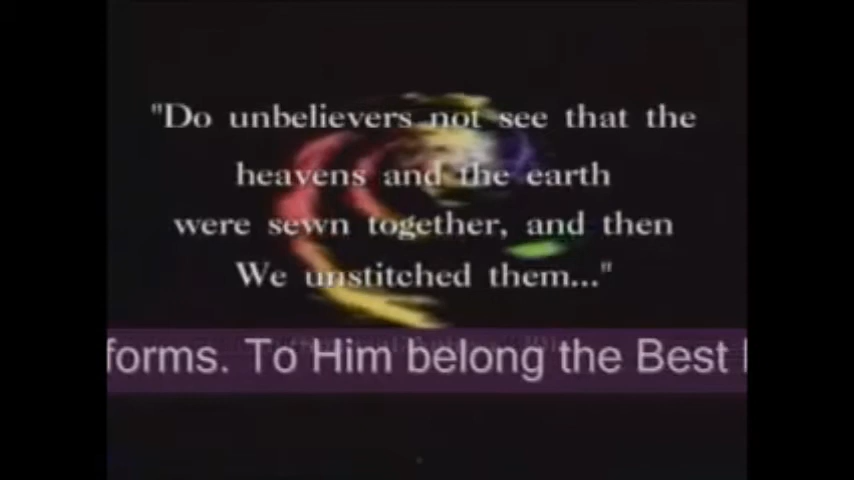 "Do unbelievers not see that the
heavens and the earth
were sewn together, and then
We unstitched them..."
forms. To Him belong the Best